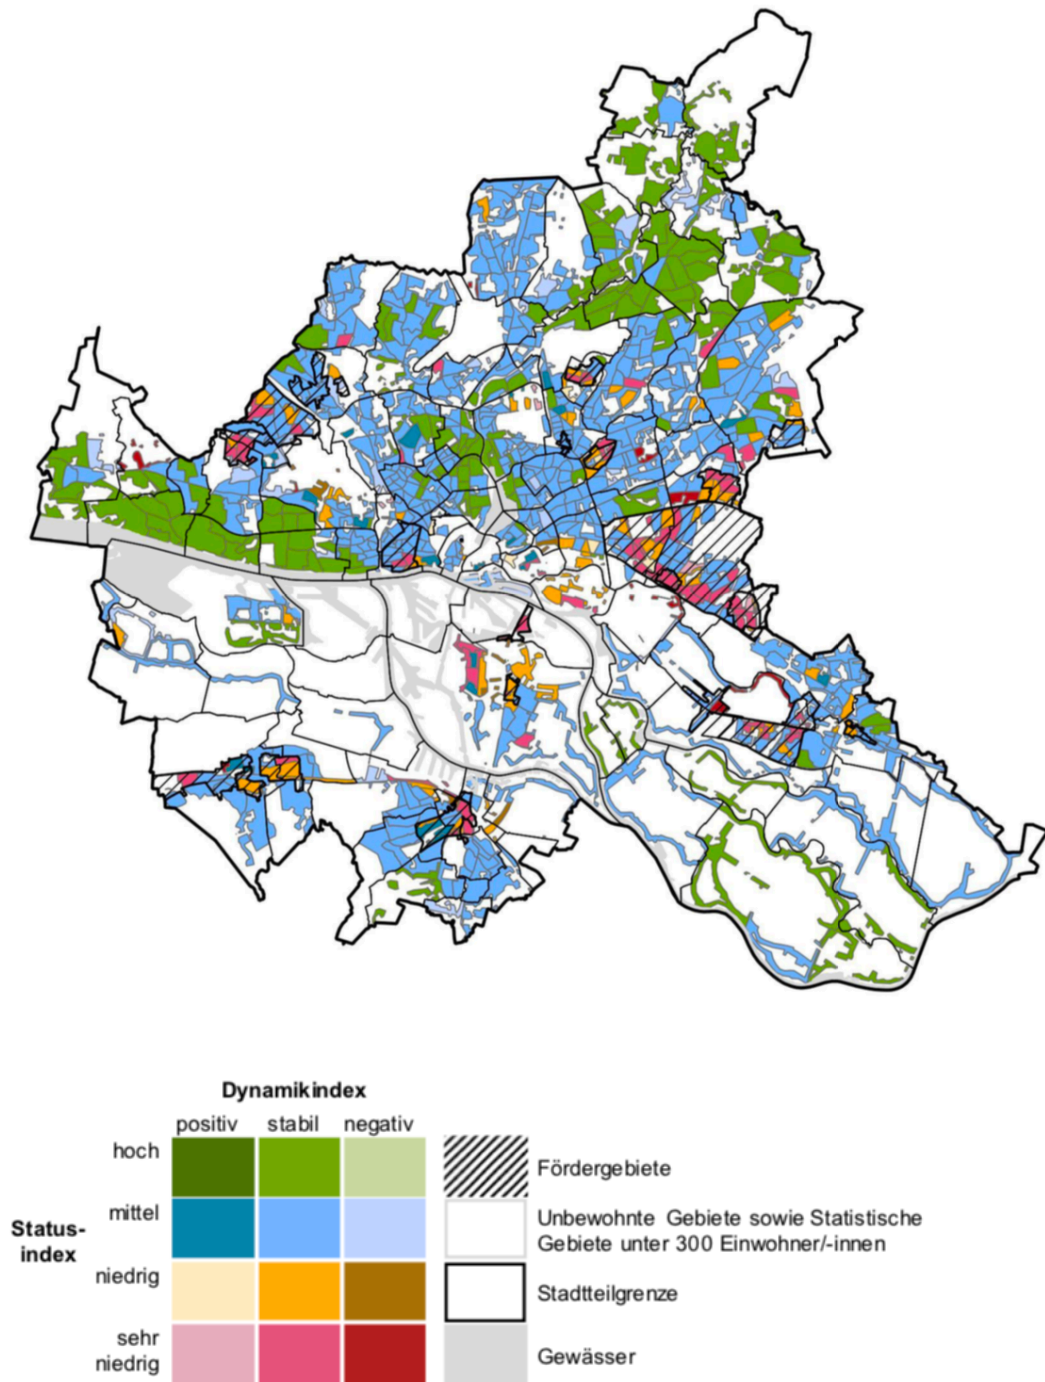 Dynamikindex
positiv stabil negativ
hoch
mittel
Status-
index
niedrig
sehr
niedrig
Fördergebiete
Unbewohnte Gebiete sowie Statistische
Gebiete unter 300 Einwohner/-innen
Stadtteilgrenze
Gewässer